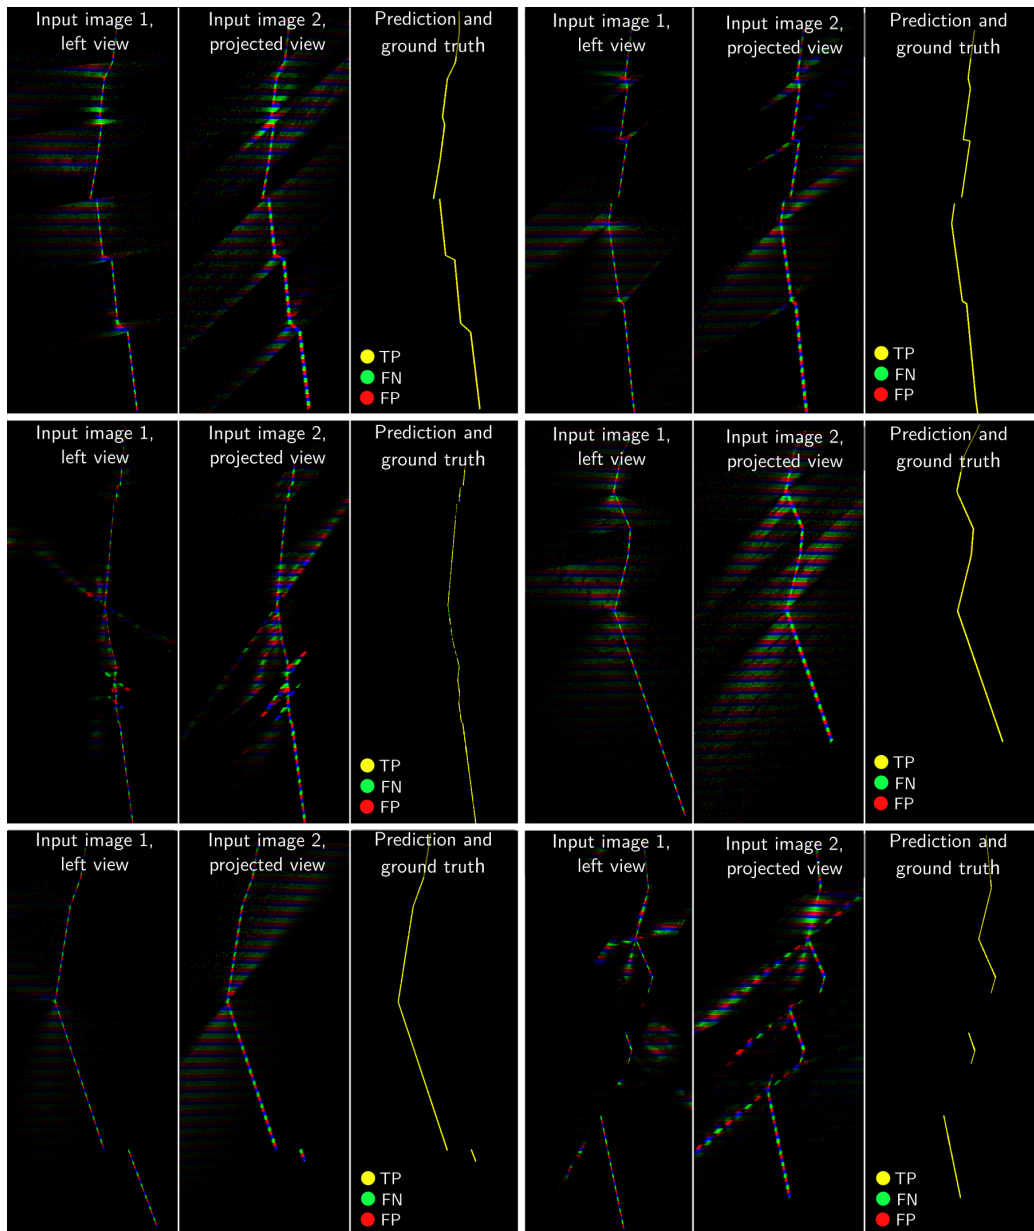 Input image 1,
left view
Input image 2,
projected view
Prediction and
ground truth
TP
FN
FP
Input image 1,
left view
Input image 2,
projected view
Prediction and
ground truth
TP
FN
FP
Input image 1,
left view
Input image 2,
projected view
Prediction and
ground truth
TP
FN
FP
Input image 1,
left view
Input image 2,
projected view
Prediction and
ground truth
TP
FN
FP
Input image 1,
left view
Input image 2,
projected view
Prediction and
ground truth
TP
FN
FP
Input image 1,
left view
Input image 2,
projected view
Prediction and
ground truth
TP
FN
FP